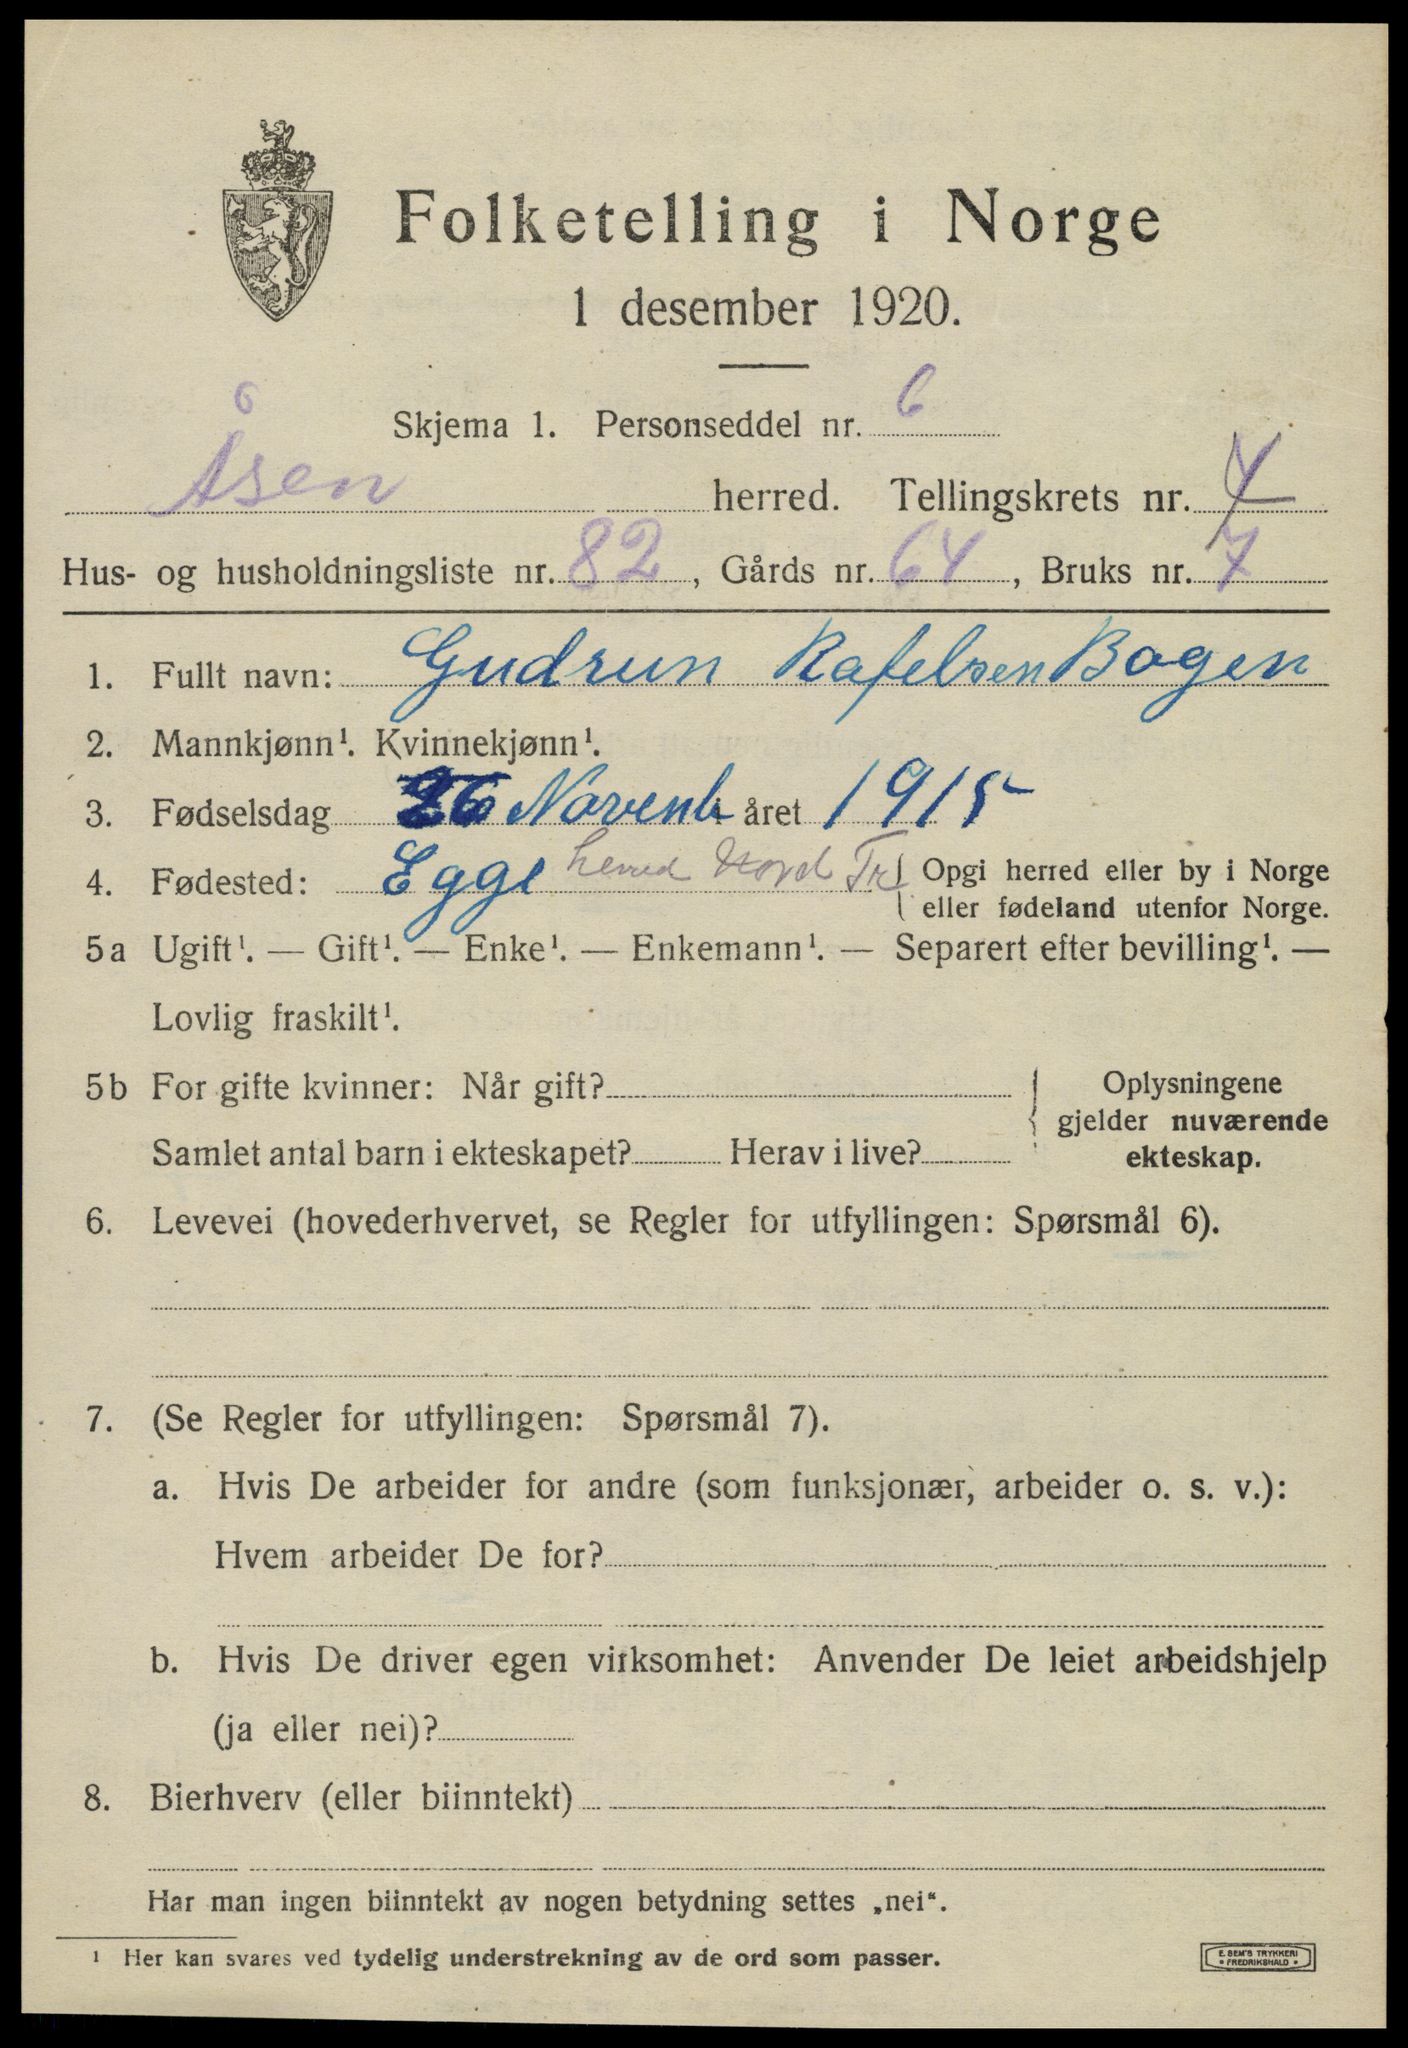 Folketelling i Norge
1 desember 1920.
Skjema 1. Personseddel nr. 6
Åsen herred. Tellingskrets nr. 4
Hus- og husholdningsliste nr. 82, Gårds nr. 64, Bruks nr. 7
1. Fullt navn: Gudrun Rafelsen Bogen
2. Mannkjønn¹. Kvinnekjønn¹.
3. Fødselsdag 26 Novemb året 1915
4. Fødested: Egge herred Nord Tr { Opgi herred eller by i Norge
eller fødeland utenfor Norge.
5a Ugift¹. — Gift¹. — Enke¹. — Enkemann¹. — Separert efter bevilling¹. —
Lovlig fraskilt¹.
5b For gifte kvinner: Når gift? { Oplysningene
gjelder nuværende
Samlet antal barn i ekteskapet? Herav i live? ekteskap.
6. Levevei (hovederhvervet, se Regler for utfyllingen: Spørsmål 6).
7. (Se Regler for utfyllingen: Spørsmål 7).
a. Hvis De arbeider for andre (som funksjonær, arbeider o. s. v.):
Hvem arbeider De for?
b. Hvis De driver egen virksomhet: Anvender De leiet arbeidshjelp
(ja eller nei)?
8. Bierhverv (eller biinntekt)
Har man ingen biinntekt av nogen betydning settes „nei“.
¹ Her kan svares ved tydelig understrekning av de ord som passer.
E. SEM'S TRYKKERI
• FREDRIKSHALD •